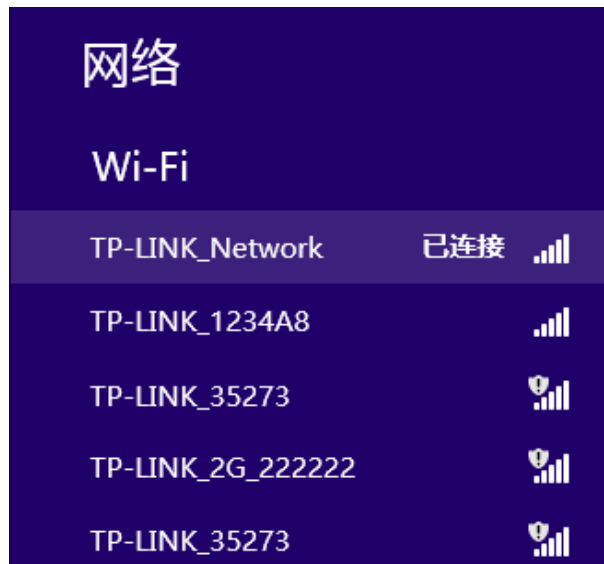 网络
Wi-Fi
TP-LINK_Network 已连接
TP-LINK_1234A8
TP-LINK_35273
TP-LINK_2G_222222
TP-LINK_35273